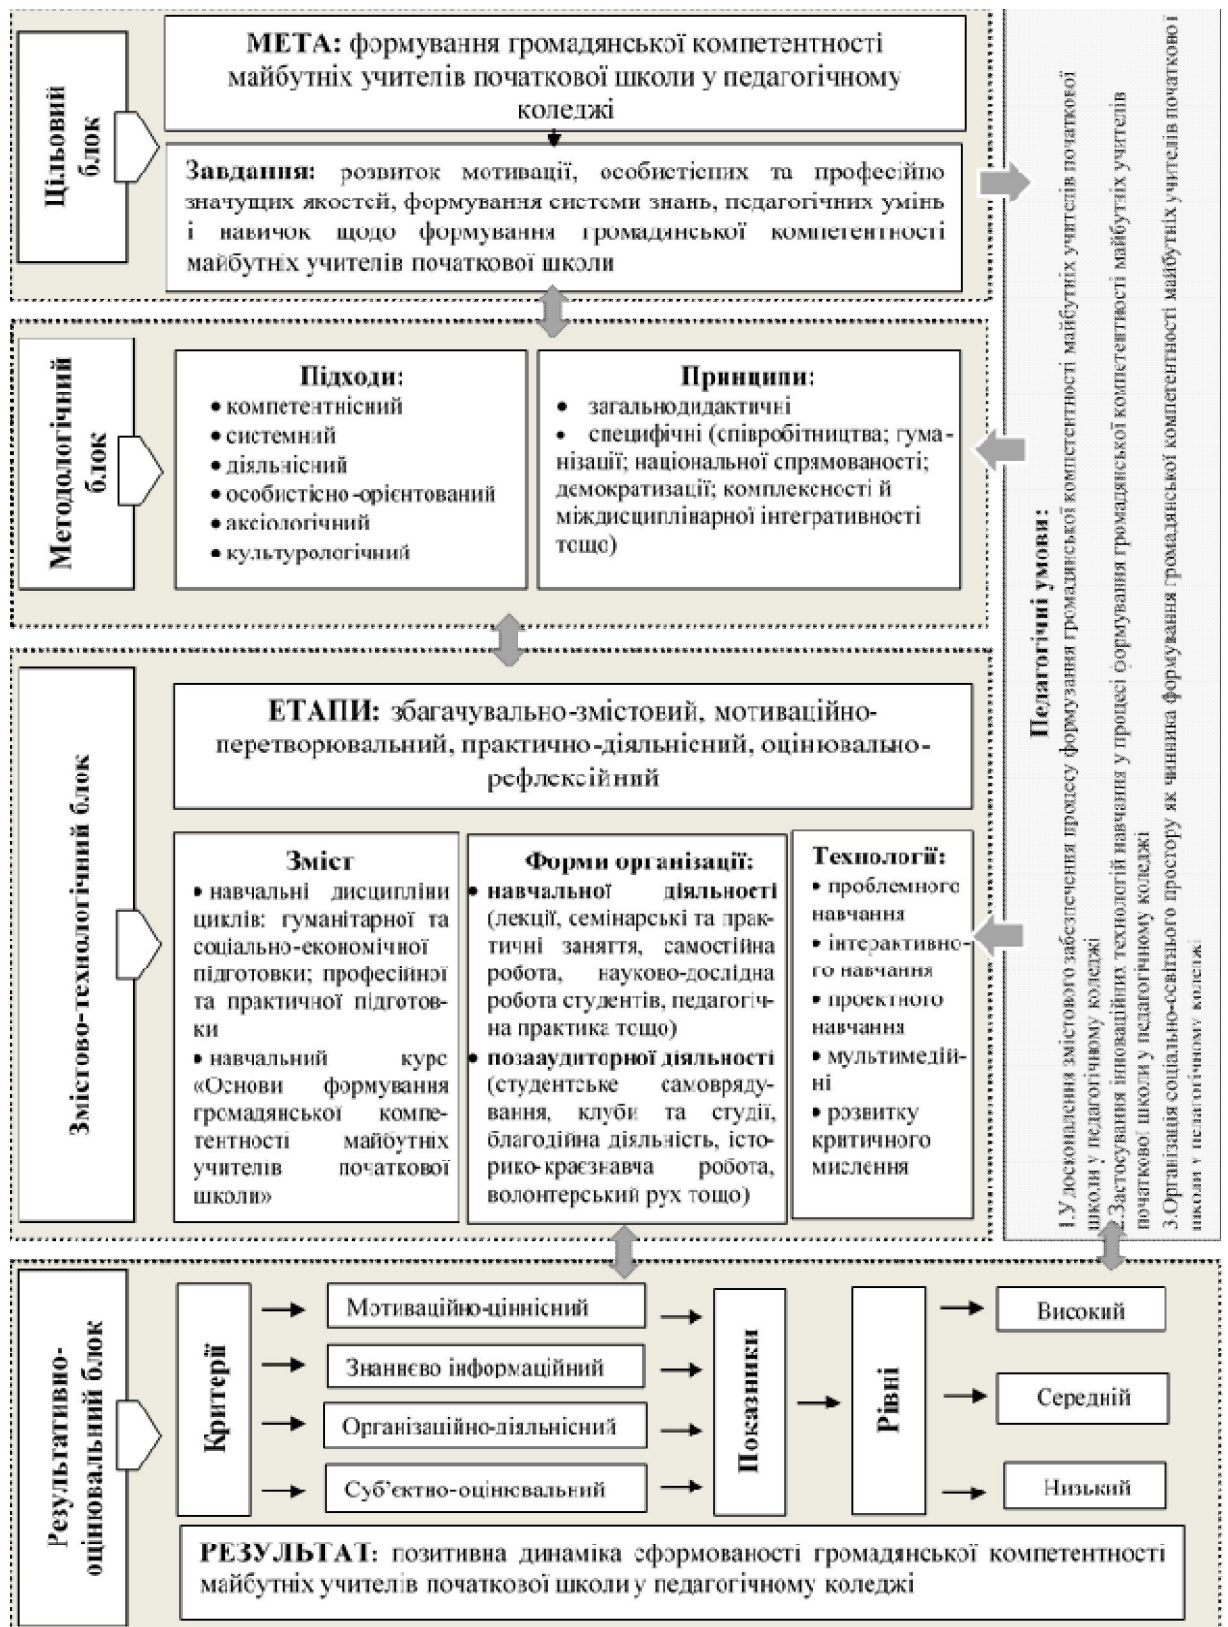 Цільовий
блок
МЕТА: формування громадянської компетентності
майбутніх учителів початкової школи у педагогічному
коледжі
Завдання: розвиток мотивації, особистісних та професійно
значущих якостей, формування системи знань, педагогічних умінь
і навичок щодо формування громадянської компетентності
майбутніх учителів початкової школи
Методологічний
блок
Підходи:
• компетентнісний
• системний
• діяльнісний
• особистісно-орієнтований
• аксіологічний
• культурологічний
Принципи:
• загальнодидактичні
• специфічні (співробітництва; гума-
нізації; національної спрямованості;
демократизації; комплексності й
міждисциплінарної інтегративності
тощо)
Змістово-технологічний блок
ЕТАПИ: збагачувально-змістовий, мотиваційно-
перетворювальний, практично-діяльнісний, оцінювально-
рефлексійний
Зміст
• навчальні дисципліни
циклів: гуманітарної та
соціально-економічної
підготовки; професійної
та практичної підготов-
ки
• навчальний курс
«Основи формування
громадянської компе-
тентності майбутніх
учителів початкової
школи»
Форми організації:
• навчальної діяльності
(лекції, семінарські та прак-
тичні заняття, самостійна
робота, науково-дослідна
робота студентів, педагогіч-
на практика тощо)
• позааудиторної діяльності
(студентське самовряду-
вання, клуби та студії,
благодійна діяльність, істо-
рико-краєзнавча робота,
волонтерський рух тощо)
Технології:
• проблемного
навчання
• інтерактивно-
го навчання
• проектного
навчання
• мультимедій-
ні
• розвитку
критичного
мислення
Педагогічні умови:
1.Удосконалення змістового забезпечення процесу формування громадянської компетентності майбутніх учителів початкової
школи у педагогічному коледжі
2.Застосування інноваційних технологій навчання у процесі формування громадянської компетентності майбутніх учителів
початкової школи у педагогічному коледжі
3.Організація соціально-освітнього простору як чинника формування громадянської компетентності майбутніх учителів початкової
школи у педагогічному коледжі
Результативно-
оцінювальний блок
Критерії
Мотиваційно-ціннісний
Знаннєво інформаційний
Організаційно-діяльнісний
Суб’єктно-оцінювальний
Показники
Рівні
Високий
Середній
Низький
РЕЗУЛЬТАТ: позитивна динаміка сформованості громадянської компетентності
майбутніх учителів початкової школи у педагогічному коледжі